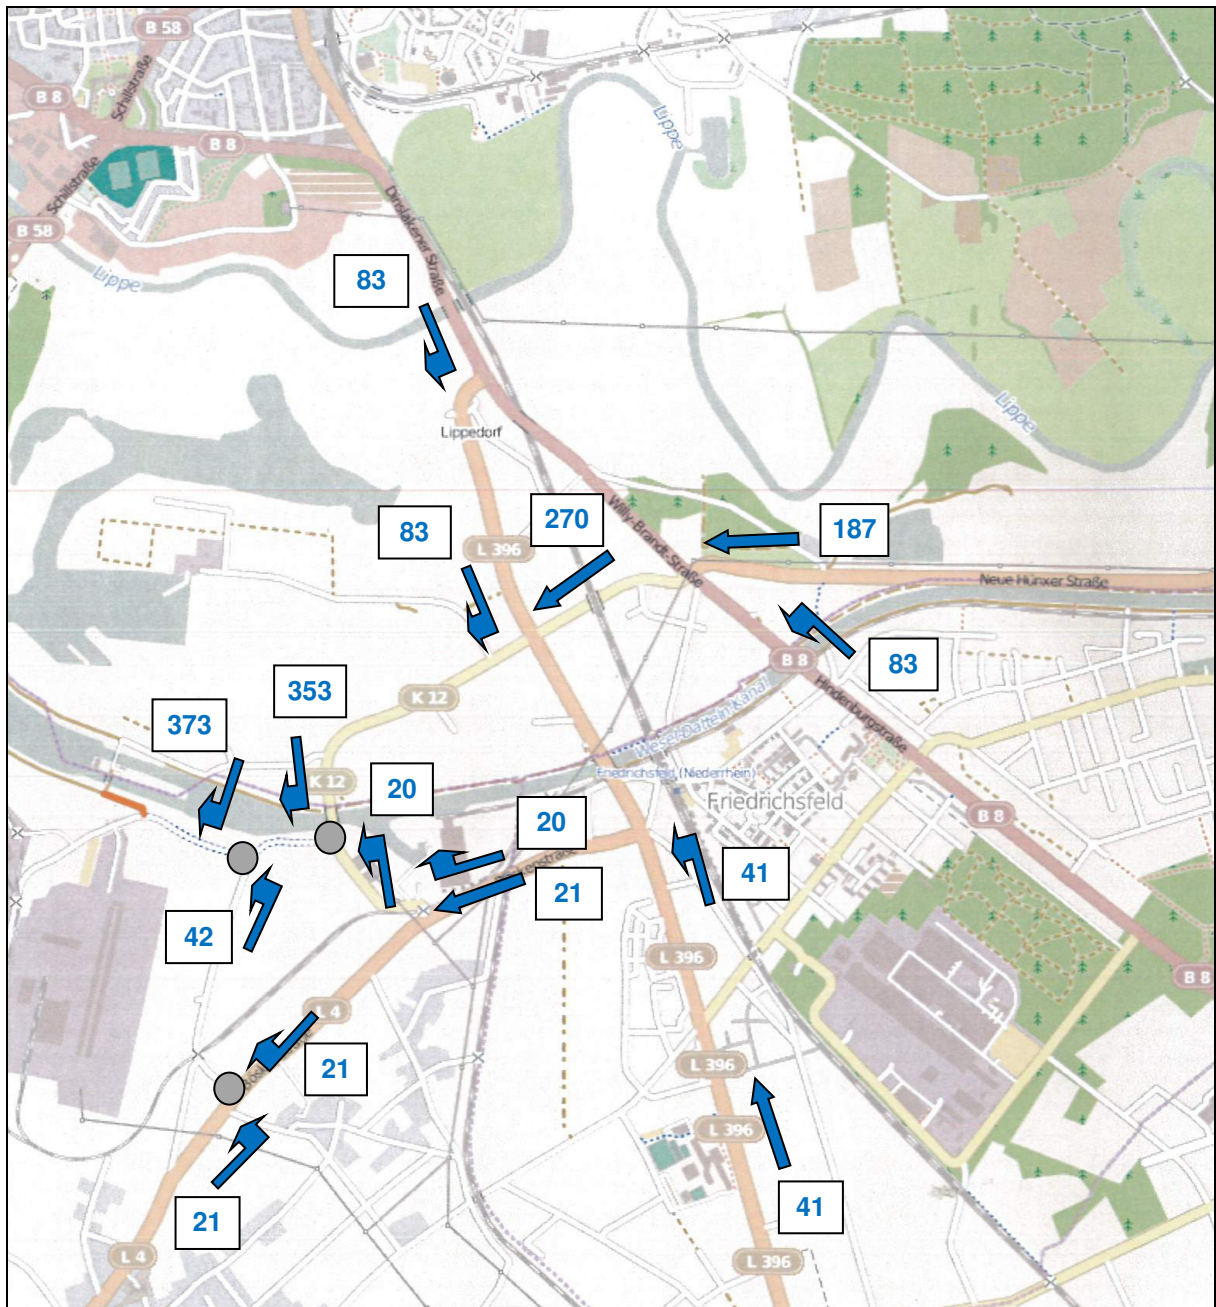 B 58
Schillstraße
B 8
B 8
Schillstraße
B 58
Lippe
Lippe
Dinslakener Straße
83
Lippe
Lippedorf
83
270
187
L 396
Willy-Brandt-Straße
Neue Hünxer Straße
B 8
83
353
K 12
373
Hindenburgstraße
Wesel-Datteln-Kanal
K 12
20
Friedrichsfeld (Niederrhein)
Friedrichsfeld
B 8
20
41
21
42
L 396
B 8
L 4
21
L 396
L 396
21
41
L 4
L 396